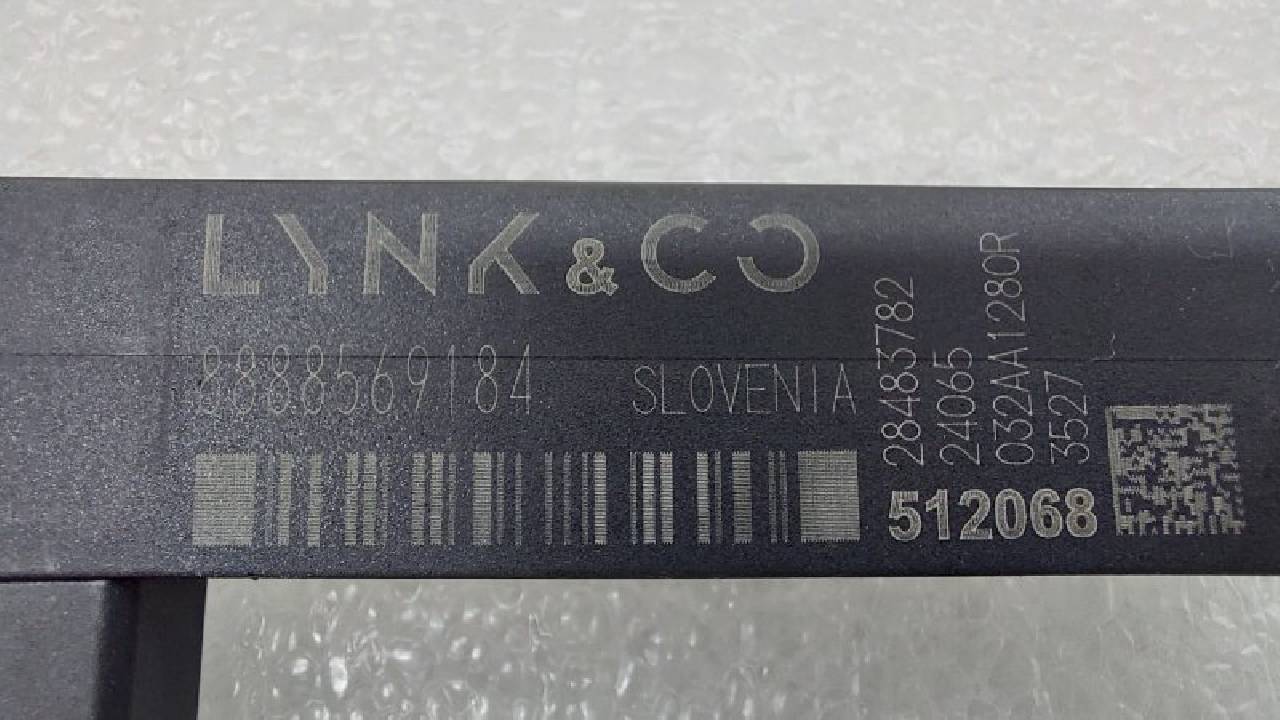 LYNK & CO
8888569184 SLOVENIA
28483782
24065
032AA1280R
3527
512068